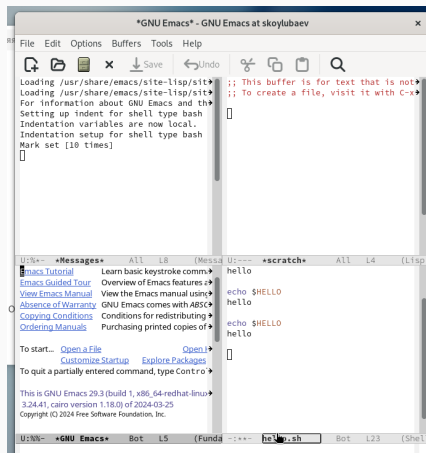 *GNU Emacs* - GNU Emacs at skoylubaev
×
File Edit Options Buffers Tools Help
Save Undo
Loading /usr/share/emacs/site-lisp/sit
Loading /usr/share/emacs/site-lisp/sit
For information about GNU Emacs and th
Setting up indent for shell type bash
Indentation variables are now local.
Indentation setup for shell type bash
Mark set [10 times]
U:%*- *Messages* All L8 (Messa
;; This buffer is for text that is not
;; To create a file, visit it with C-x
U:--- *scratch* All L4 (Lisp
Emacs Tutorial Learn basic keystroke comm
Emacs Guided Tour Overview of Emacs features
View Emacs Manual View the Emacs manual using
Absence of Warranty GNU Emacs comes with ABSC
Copying Conditions Conditions for redistributing
Ordering Manuals Purchasing printed copies of
To start... Open a File Open
Customize Startup Explore Packages
To quit a partially entered command, type Contro
This is GNU Emacs 29.3 (build 1, x86_64-redhat-linux
3.24.41, cairo version 1.18.0) of 2024-03-25
Copyright (C) 2024 Free Software Foundation, Inc.
U:%%- *GNU Emacs* Bot L5 (Funda
hello
echo $HELLO
hello
echo $HELLO
hello
-:**- hello.sh Bot L23 (Shel